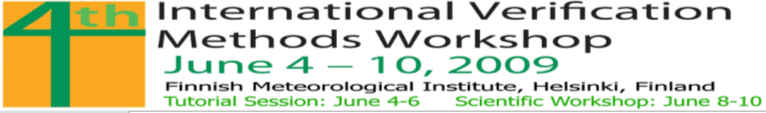 4th
International Verification
Methods Workshop
June 4 – 10, 2009
Finnish Meteorological Institute, Helsinki, Finland
Tutorial Session: June 4-6 Scientific Workshop: June 8-10